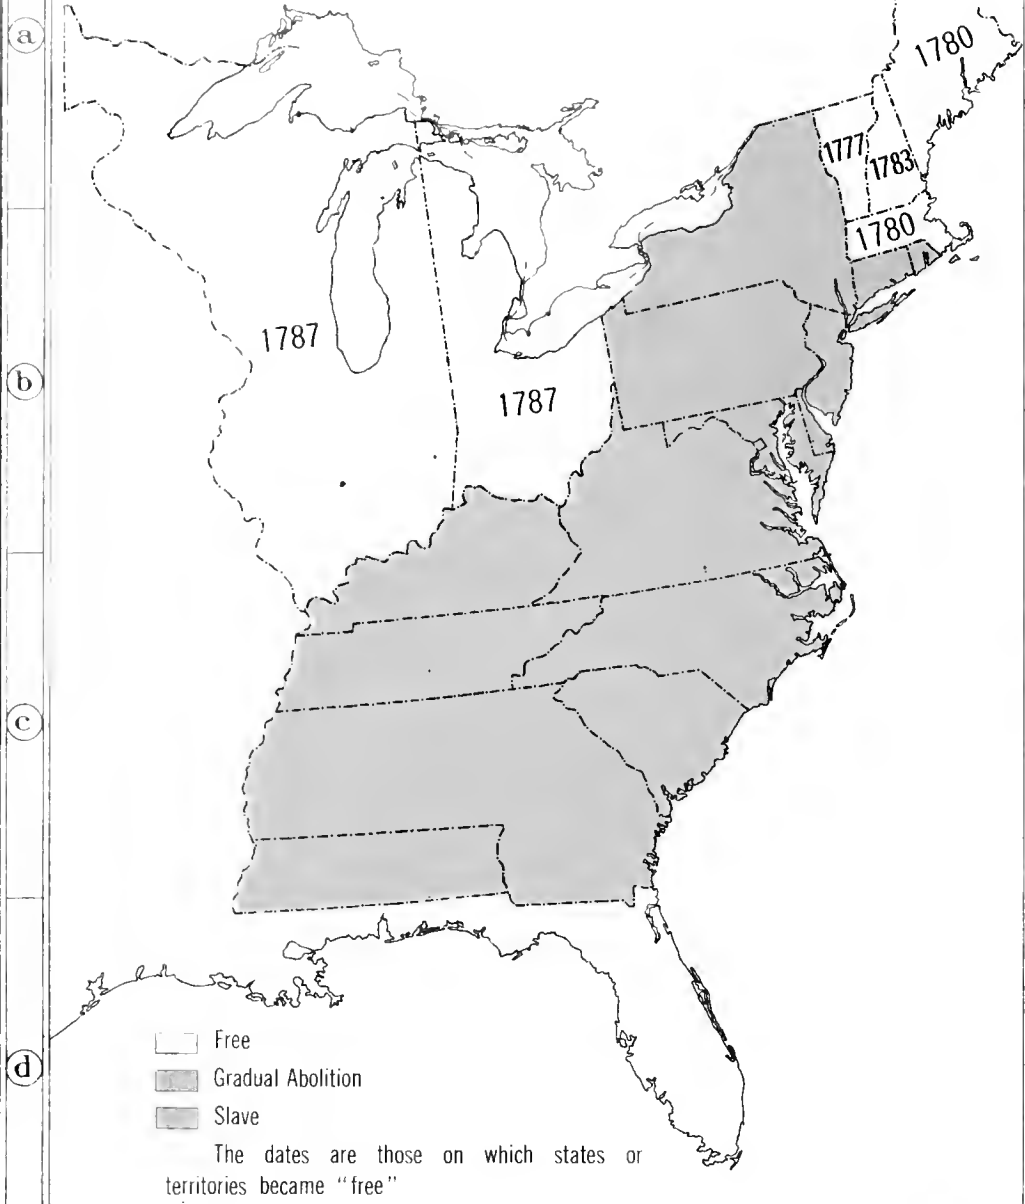 a
1780
1777
1783
1780
1787
b
1787
c
d
Free
Gradual Abolition
Slave
The dates are those on which states or
territories became "free"